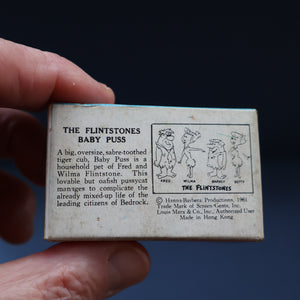 THE FLINTSTONES
BABY PUSS
A big, oversize, sabre-toothed
tiger cub, Baby Puss is a
household pet of Fred and
Wilma Flintstone. This
lovable but oafish pussycat
manages to complicate the
already mixed-up life of the
leading citizens of Bedrock.
FRED WILMA BARNEY BETTY
THE FLINTSTONES
© Hanna-Barbera Productions, 1961
Trade Mark of Screen Gems, Inc.
Louis Marx & Co., Inc., Authorized User
Made in Hong Kong